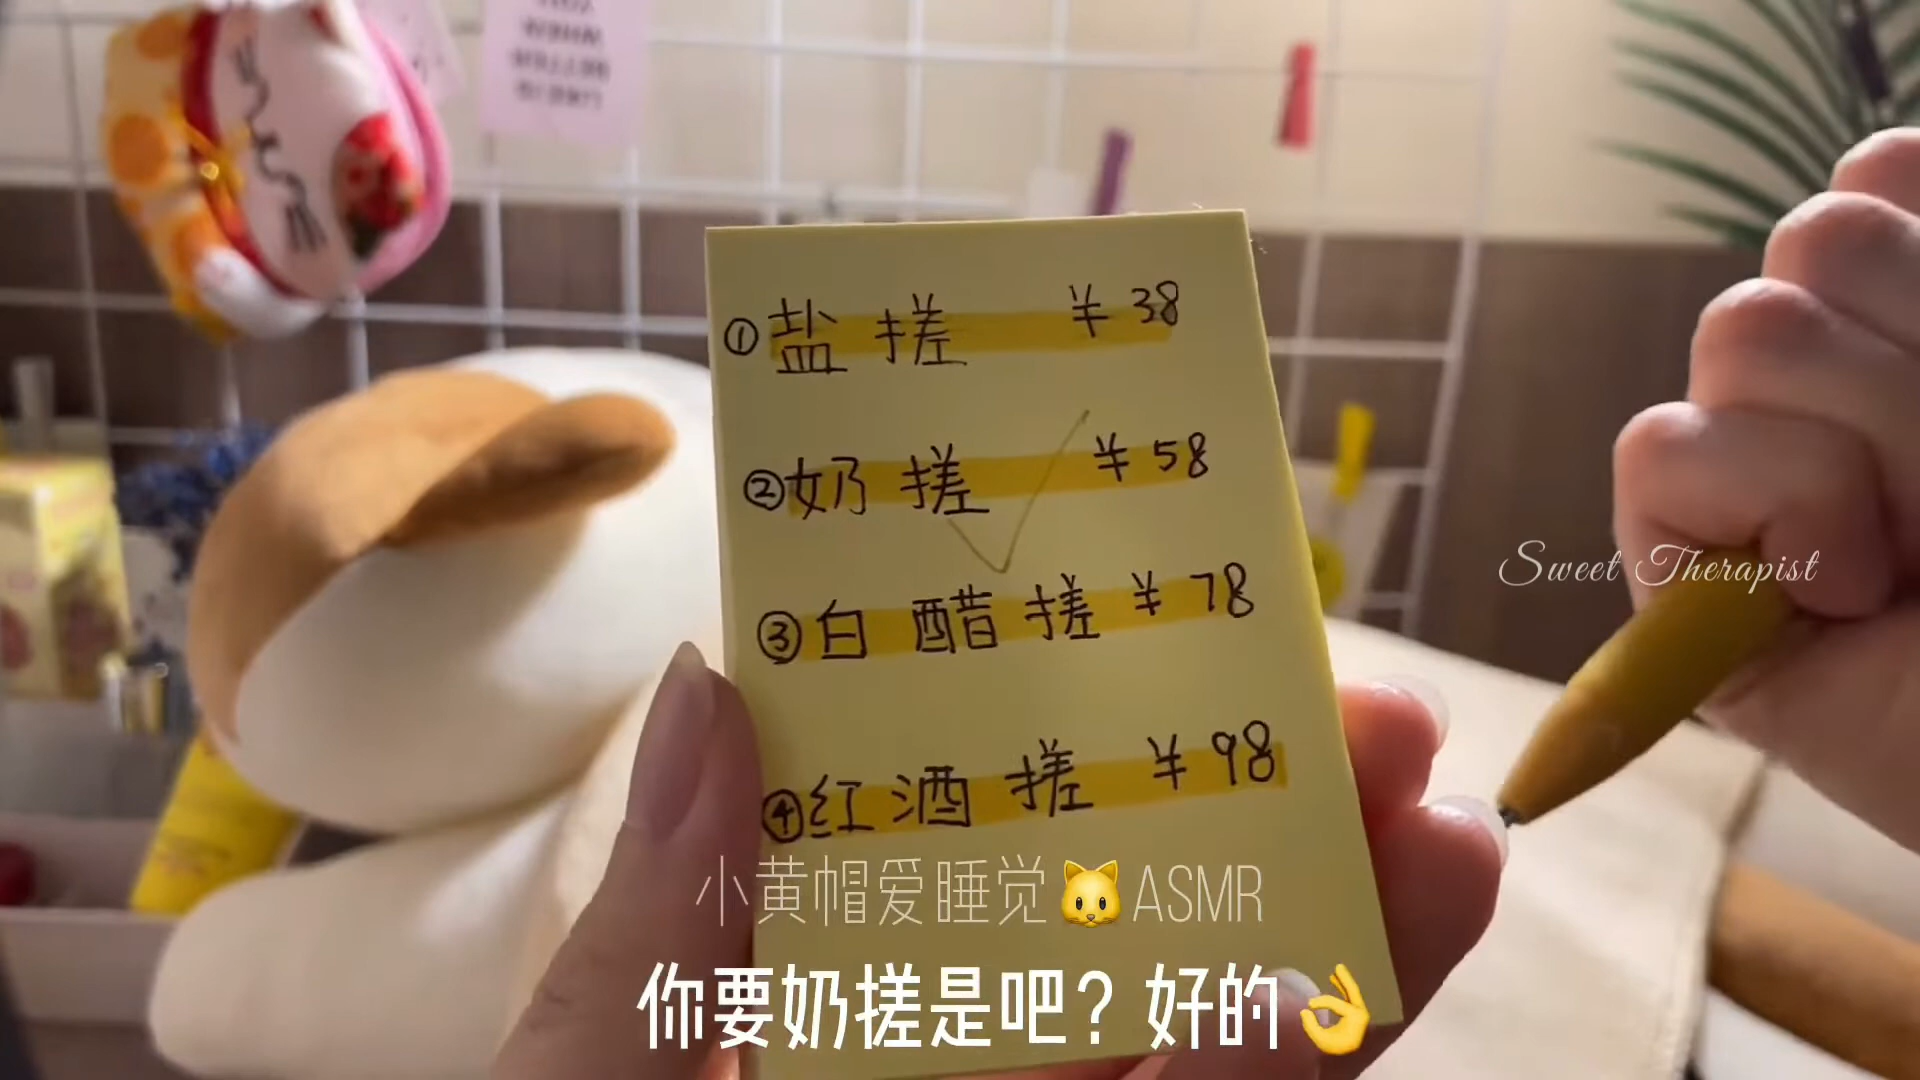 ①盐搓 ¥38
②奶搓 ¥58
③白醋搓 ¥78
④红酒搓 ¥98
Sweet Therapist
小黄帽爱睡觉🐱ASMR
你要奶搓是吧？好的👌